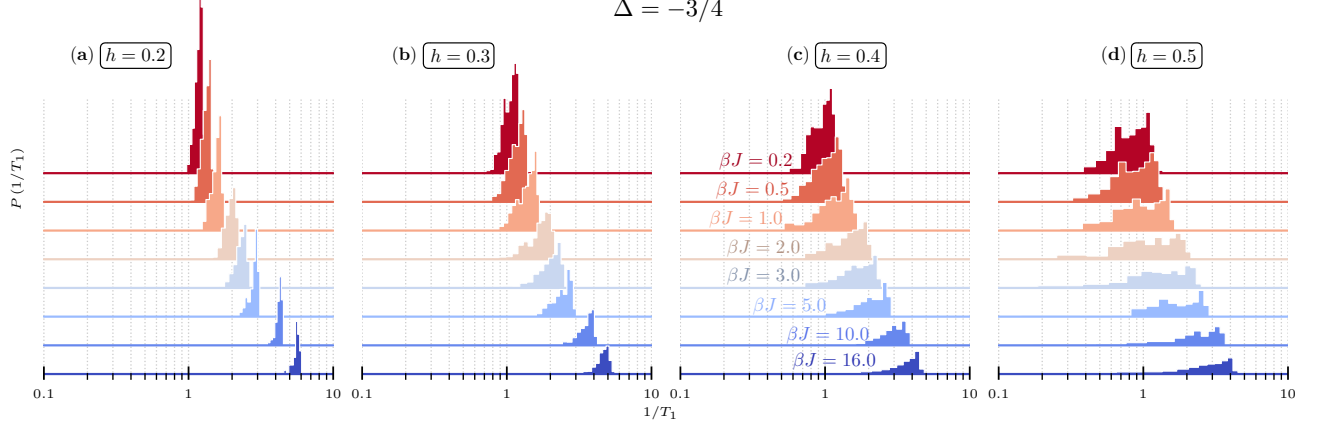 Δ = −3/4
(a) h = 0.2
(b) h = 0.3
(c) h = 0.4
(d) h = 0.5
P (1/T₁)
βJ = 0.2
βJ = 0.5
βJ = 1.0
βJ = 2.0
βJ = 3.0
βJ = 5.0
βJ = 10.0
βJ = 16.0
0.1 1 10 0.1 1 10 0.1 1 10 0.1 1 10
1/T₁